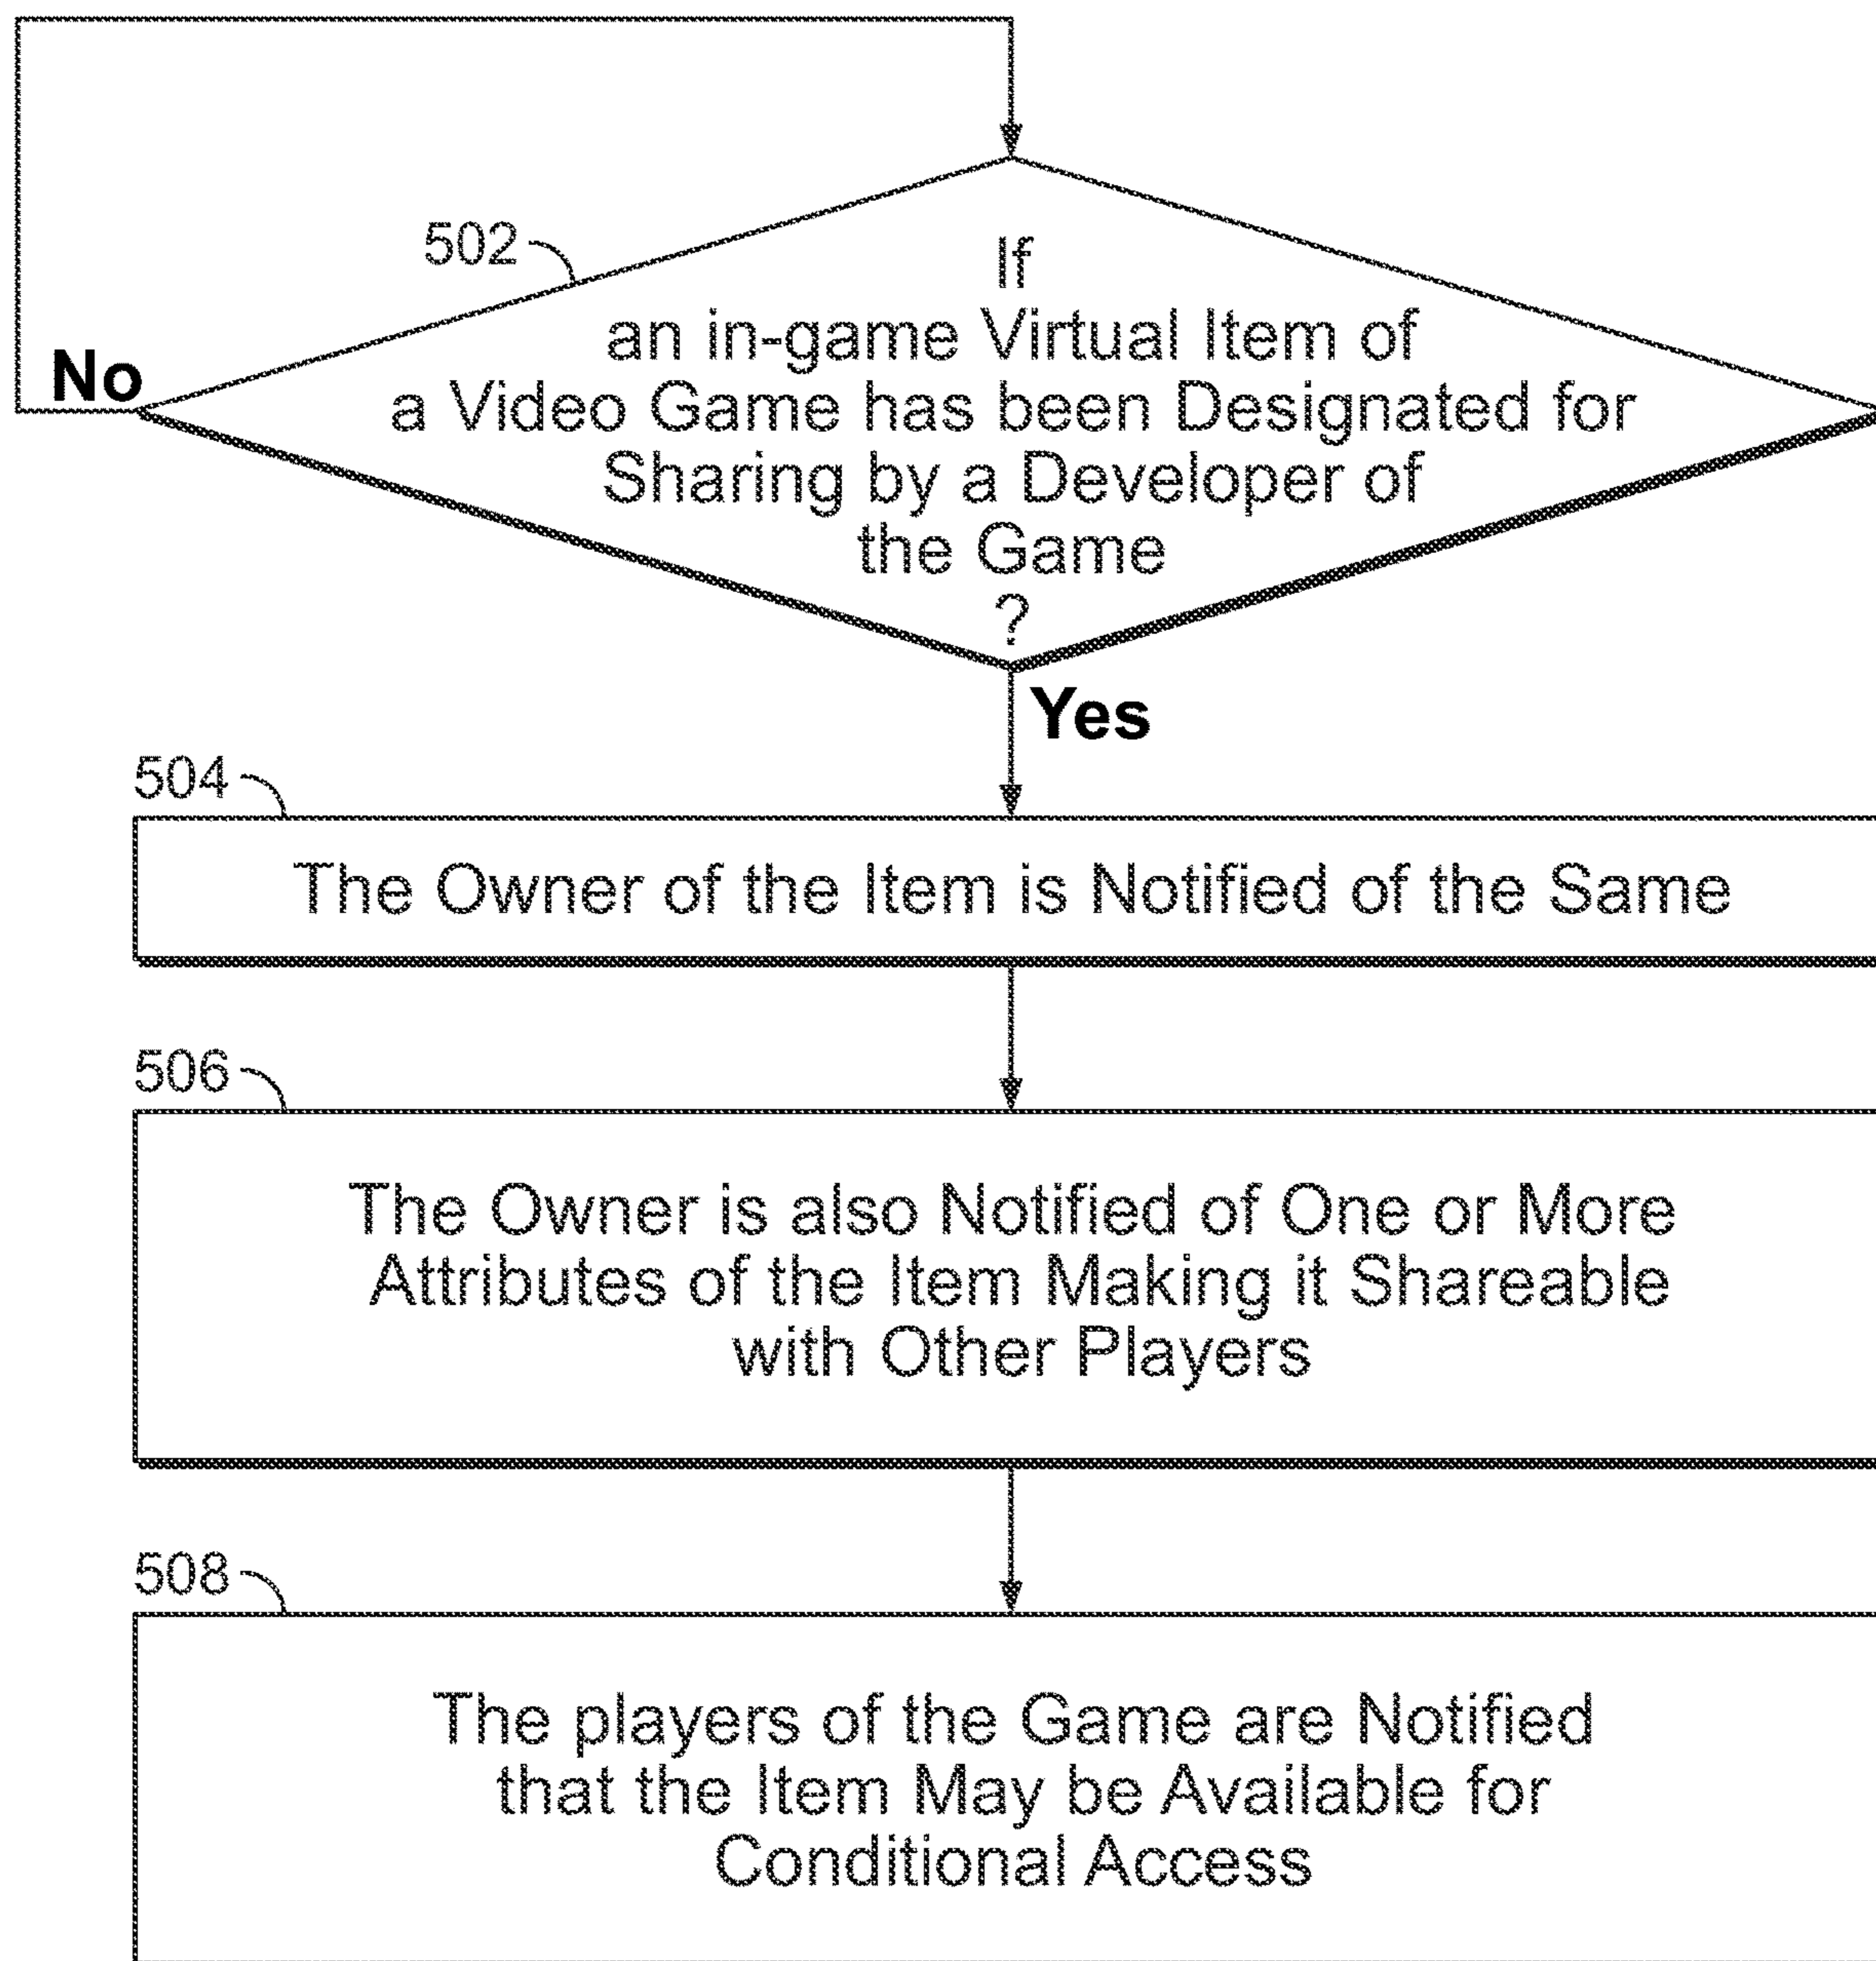 502
If
an in-game Virtual Item of
a Video Game has been Designated for
Sharing by a Developer of
the Game
?
No
Yes
504
The Owner of the Item is Notified of the Same
506
The Owner is also Notified of One or More
Attributes of the Item Making it Shareable
with Other Players
508
The players of the Game are Notified
that the Item May be Available for
Conditional Access